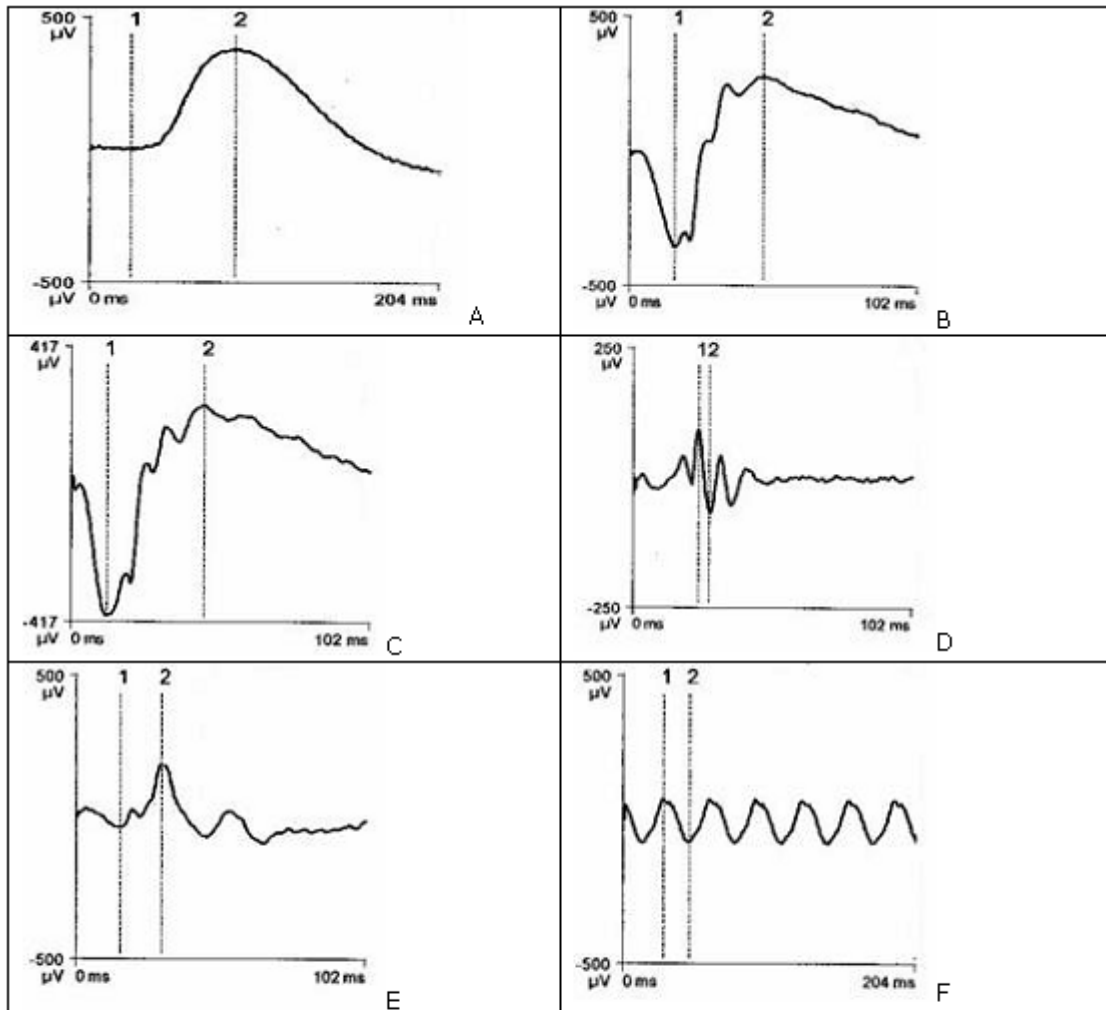 500 µV 1 2
-500 µV 0 ms 204 ms
A
500 µV 1 2
-500 µV 0 ms 102 ms
B
417 µV 1 2
-417 µV 0 ms 102 ms
C
250 µV 12
-250 µV 0 ms 102 ms
D
500 µV 1 2
-500 µV 0 ms 102 ms
E
500 µV 1 2
-500 µV 0 ms 204 ms
F